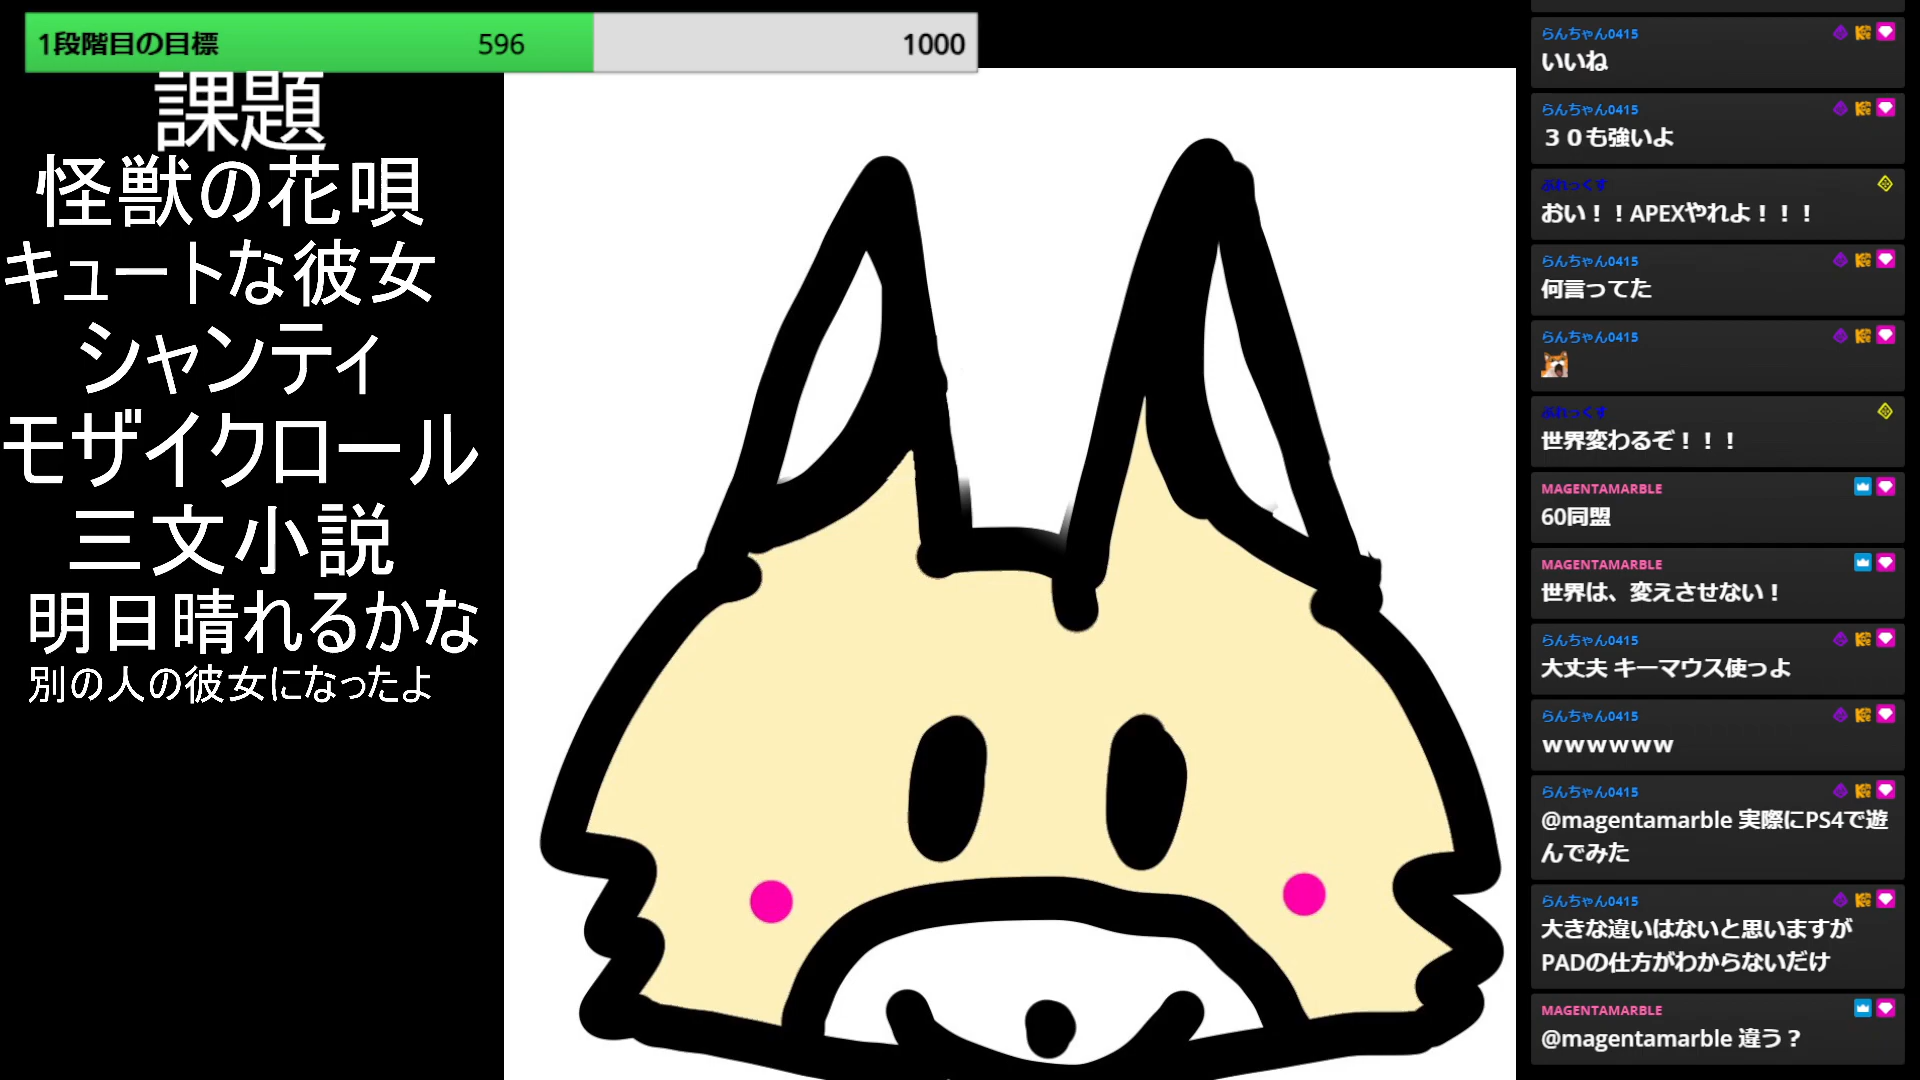 1段階目の目標 596 1000
課題
怪獣の花唄
キュートな彼女
シャンティ
モザイクロール
三文小説
明日晴れるかな
別の人の彼女になったよ
らんちゃん0415
いいね
らんちゃん0415
３０も強いよ
ぷれっくす
おい！！APEXやれよ！！！
らんちゃん0415
何言ってた
らんちゃん0415
ぷれっくす
世界変わるぞ！！！
MAGENTAMARBLE
60同盟
MAGENTAMARBLE
世界は、変えさせない！
らんちゃん0415
大丈夫 キーマウス使っよ
らんちゃん0415
wwwwww
らんちゃん0415
@magentamarble 実際にPS4で遊
んでみた
らんちゃん0415
大きな違いはないと思いますが
PADの仕方がわからないだけ
MAGENTAMARBLE
@magentamarble 違う？